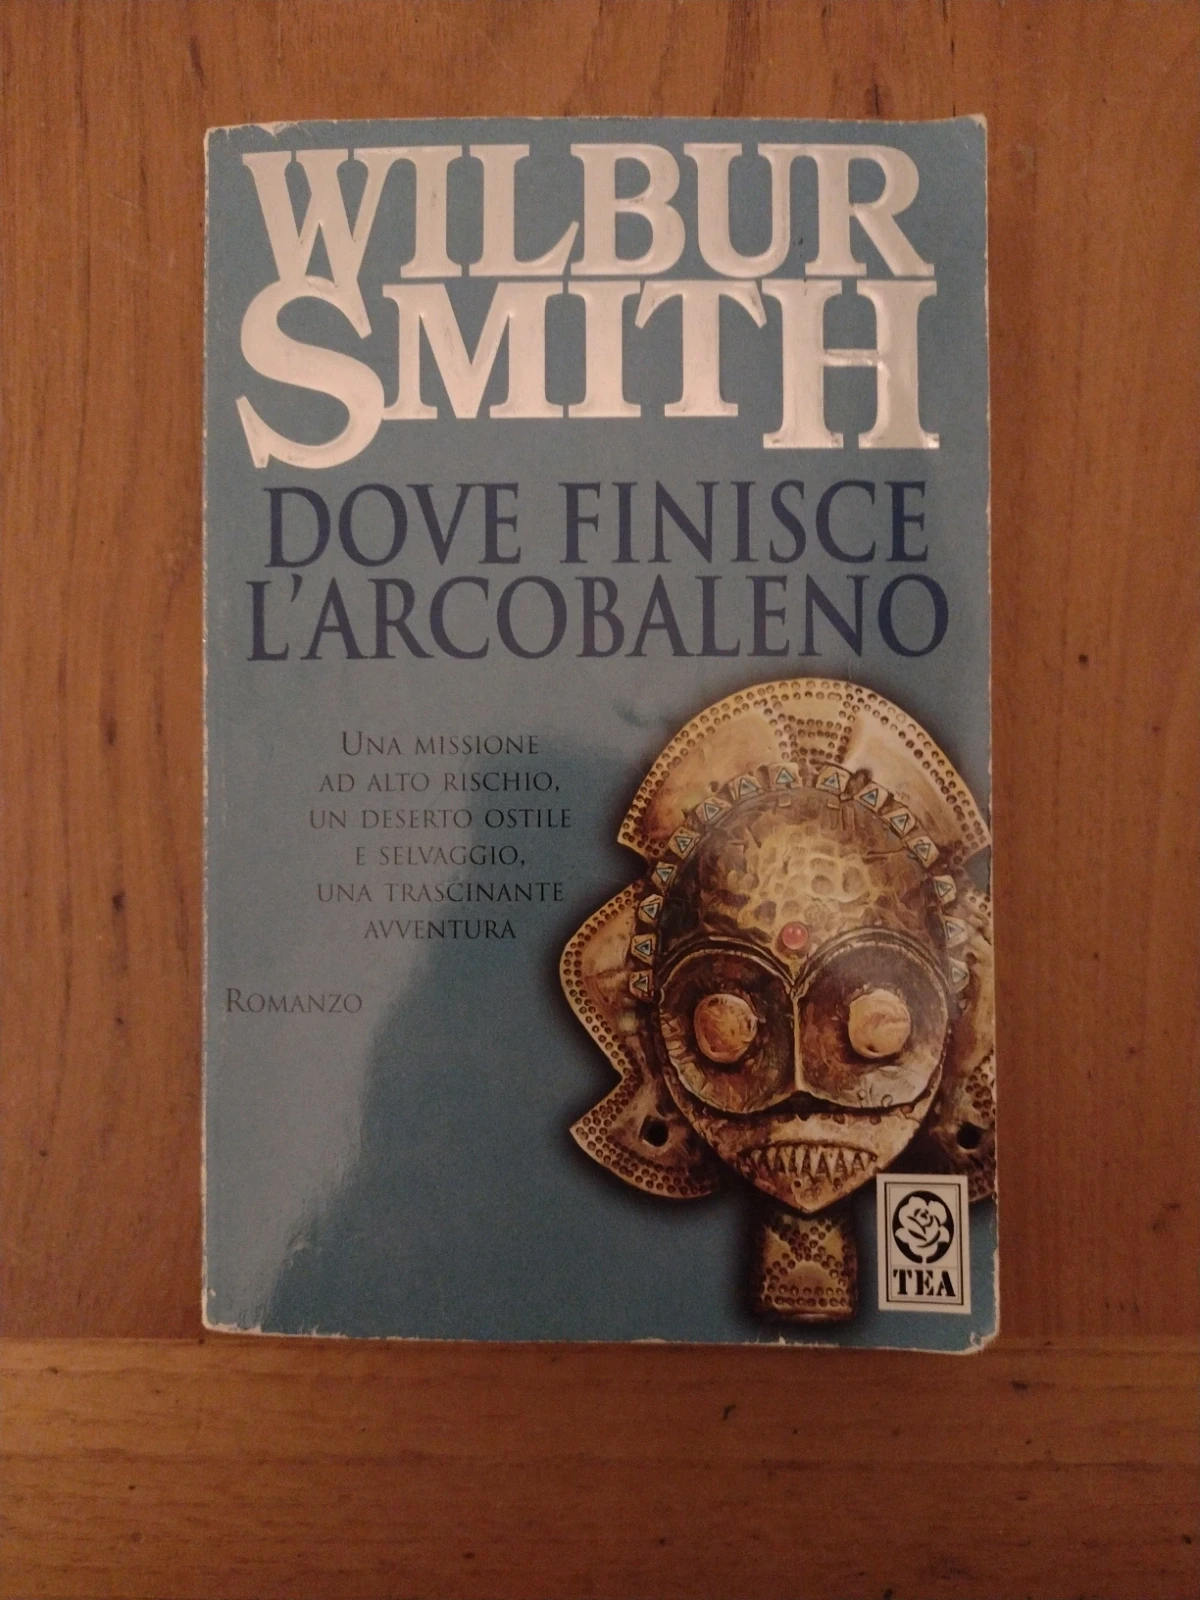 WILBUR
SMITH
DOVE FINISCE
L'ARCOBALENO
UNA MISSIONE
AD ALTO RISCHIO,
UN DESERTO OSTILE
E SELVAGGIO,
UNA TRASCINANTE
AVVENTURA
ROMANZO
TEA